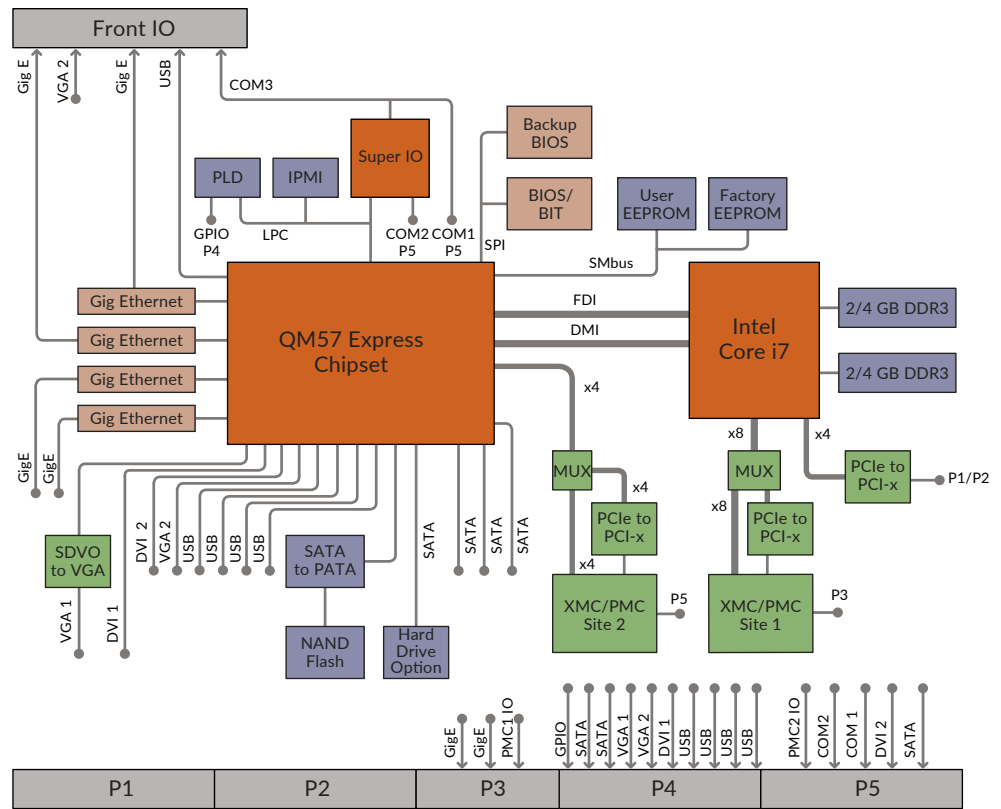 Front IO
Gig E
VGA 2
Gig E
USB
COM3
Super IO
Backup
BIOS
BIOS/
BIT
PLD
IPMI
User
EEPROM
Factory
EEPROM
GPIO
P4
LPC
COM2
P5
COM1
P5
SPI
SMbus
Gig Ethernet
Gig Ethernet
Gig Ethernet
Gig Ethernet
QM57 Express
Chipset
FDI
DMI
Intel
Core i7
2/4 GB DDR3
2/4 GB DDR3
x4
x8
x4
GigE
GigE
MUX
x4
PCIe to
PCI-x
x4
MUX
x8
PCIe to
PCI-x
PCIe to
PCI-x
P1/P2
SDVO
to VGA
VGA 1
DVI 1
DVI 2
VGA 2
USB
USB
USB
USB
SATA
to PATA
SATA
SATA
SATA
SATA
NAND
Flash
Hard
Drive
Option
XMC/PMC
Site 2
P5
XMC/PMC
Site 1
P3
GigE
GigE
PMC1 IO
GPIO
SATA
SATA
VGA 1
VGA 2
DVI 1
USB
USB
USB
USB
PMC2 IO
COM2
COM 1
DVI 2
SATA
P1
P2
P3
P4
P5